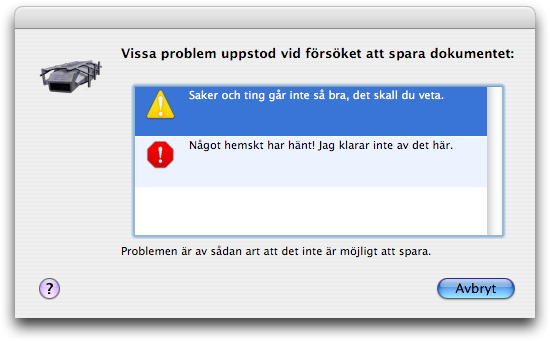 Vissa problem uppstod vid försöket att spara dokumentet:
Saker och ting går inte så bra, det skall du veta.
Något hemskt har hänt! Jag klarar inte av det här.
Problemen är av sådan art att det inte är möjligt att spara.
?
Avbryt